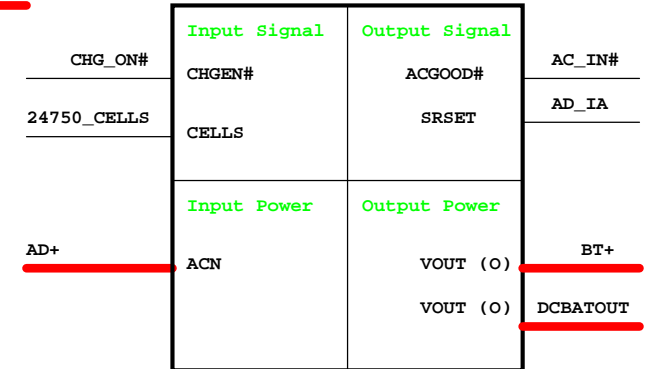 Input Signal Output Signal
CHG_ON# CHGEN# ACGOOD# AC_IN#
24750_CELLS CELLS SRSET AD_IA
Input Power Output Power
AD+ ACN VOUT (O) BT+
VOUT (O) DCBATOUT